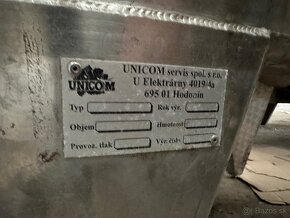 UNICOM servis spol. s r.o.
U Elektrárny 4019/4a
695 01 Hodonín
UNICOM
Typ
Rok výr.
Objem
Hmotnost
Provoz. tlak
Výr. číslo
bazos.sk